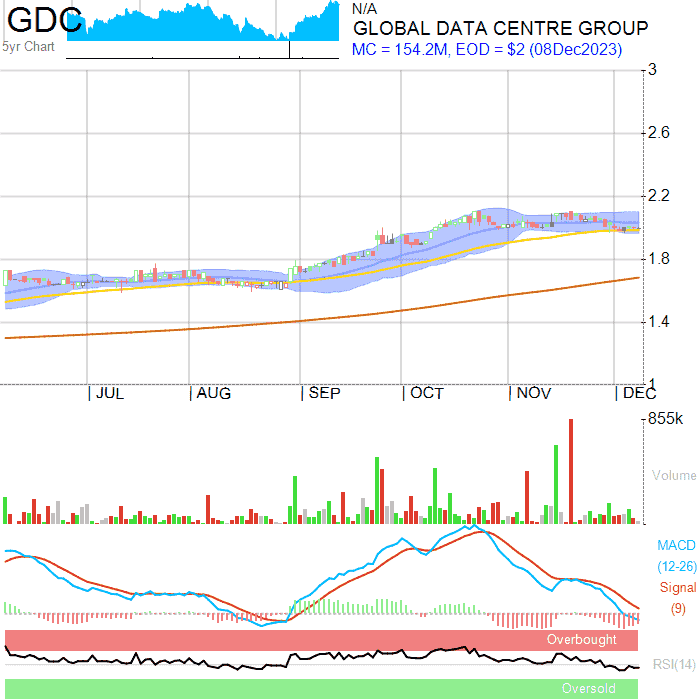 GDC
5yr Chart
N/A
GLOBAL DATA CENTRE GROUP
MC = 154.2M, EOD = $2 (08Dec2023)
3
2.6
2.2
1.8
1.4
1
JUL AUG SEP OCT NOV DEC
855k
Volume
MACD
(12-26)
Signal
(9)
Overbought
RSI(14)
Oversold